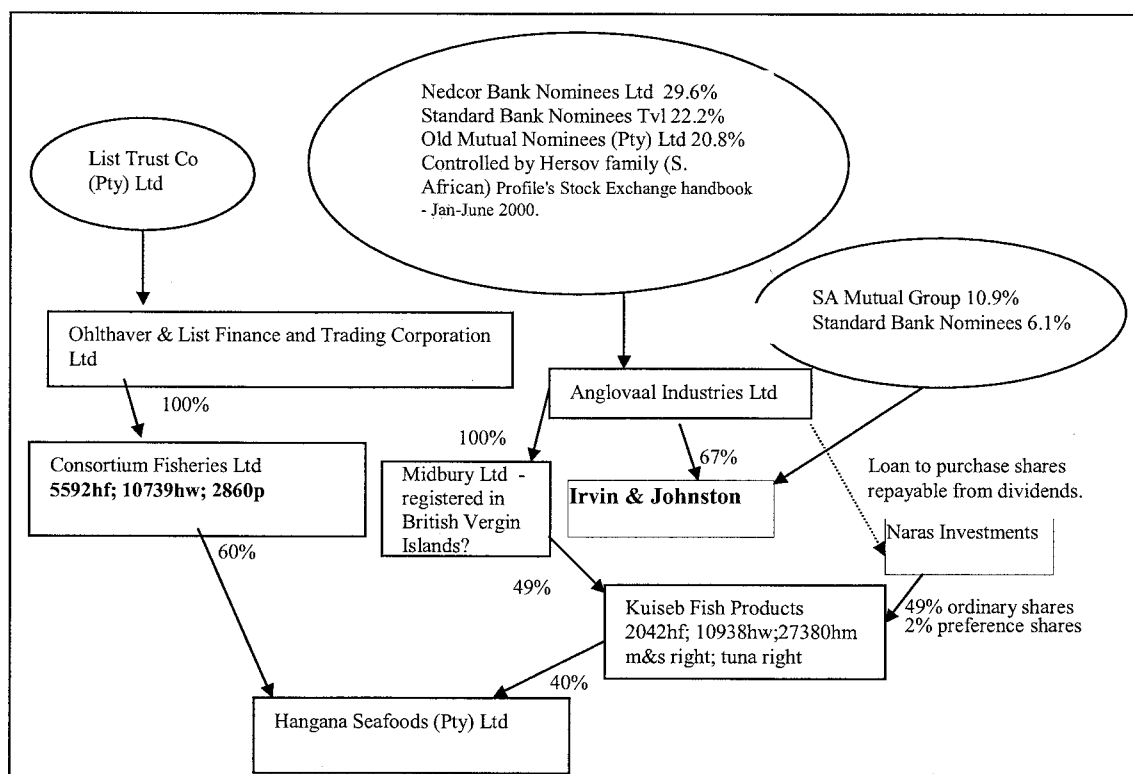 Nedcor Bank Nominees Ltd 29.6%
Standard Bank Nominees Tvl 22.2%
Old Mutual Nominees (Pty) Ltd 20.8%
Controlled by Hersov family (S.
African) Profile's Stock Exchange handbook
- Jan-June 2000.
List Trust Co
(Pty) Ltd
SA Mutual Group 10.9%
Standard Bank Nominees 6.1%
Ohlthaver & List Finance and Trading Corporation
Ltd
Anglovaal Industries Ltd
100%
100%
67%
Consortium Fisheries Ltd
5592hf; 10739hw; 2860p
Midbury Ltd -
registered in
British Vergin
Islands?
Irvin & Johnston
Loan to purchase shares
repayable from dividends.
Naras Investments
60%
49%
49% ordinary shares
2% preference shares
Kuiseb Fish Products
2042hf; 10938hw;27380hm
m&s right; tuna right
40%
Hangana Seafoods (Pty) Ltd